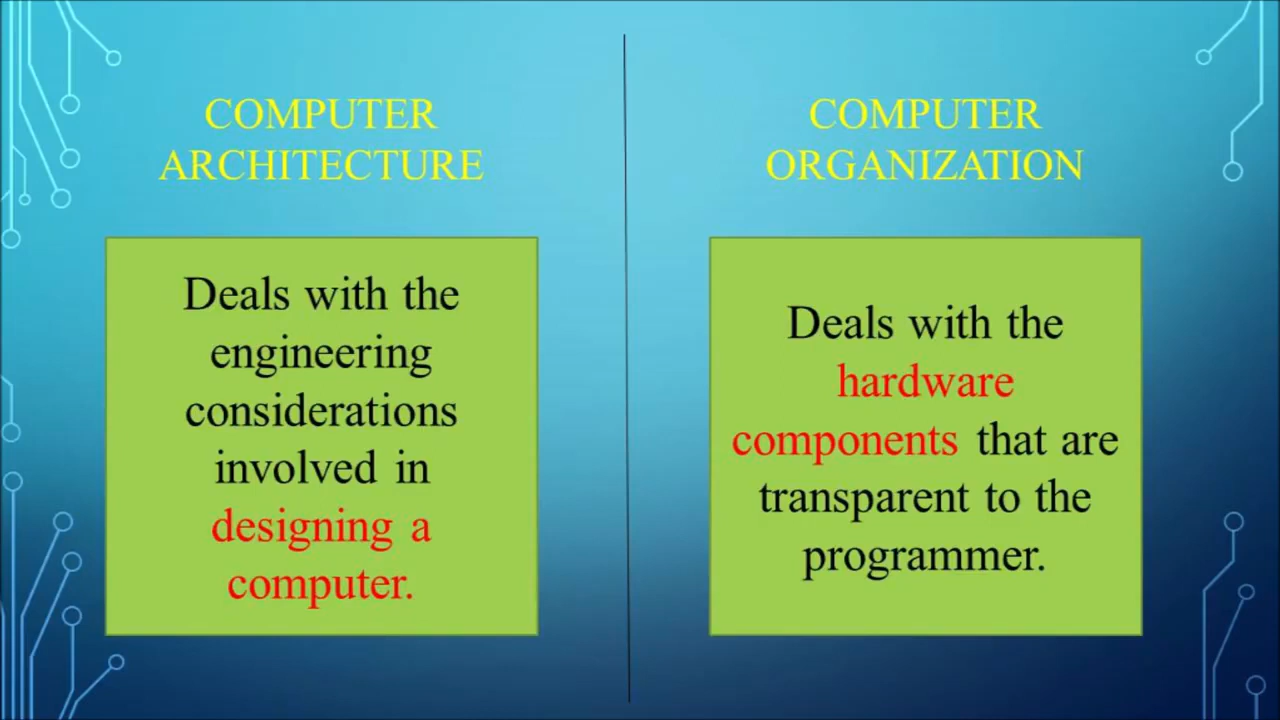 COMPUTER
ARCHITECTURE
Deals with the
engineering
considerations
involved in
designing a
computer.
COMPUTER
ORGANIZATION
Deals with the
hardware
components that are
transparent to the
programmer.